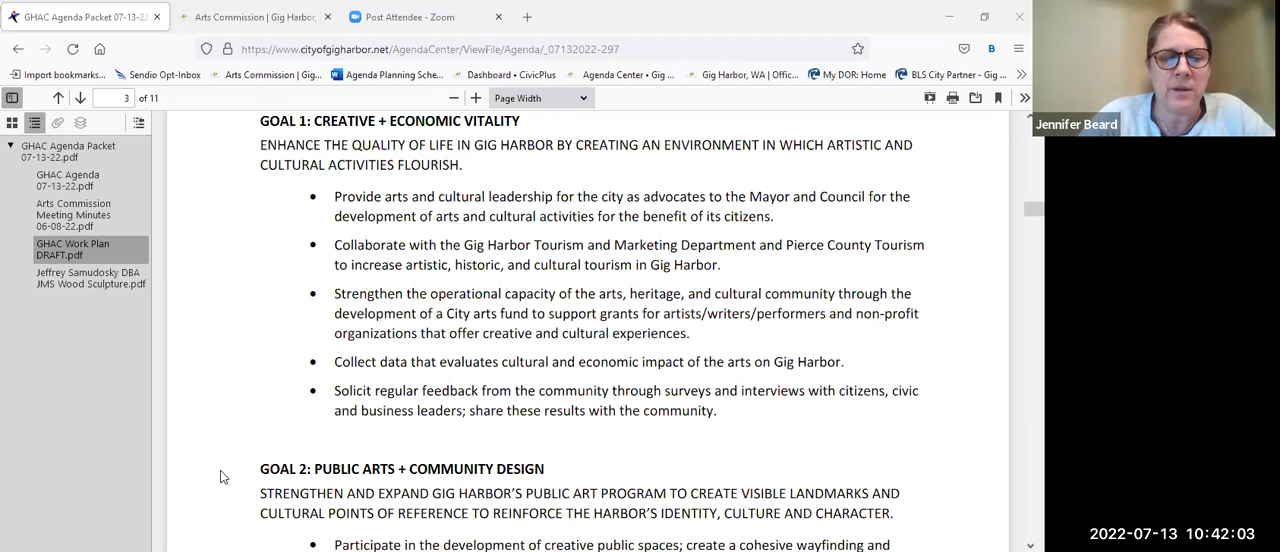 GHAC Agenda Packet 07-13-22.
Arts Commission | Gig Harbor,
Post Attendee - Zoom
https://www.cityofgigharbor.net/AgendaCenter/ViewFile/Agenda/_07132022-297
Import bookmarks...
Sendio Opt-Inbox
Arts Commission | Gig...
Agenda Planning Sche...
Dashboard • CivicPlus
Agenda Center • Gig ...
Gig Harbor, WA | Offic...
My DOR: Home
BLS City Partner - Gig ...
3 of 11
Page Width
GHAC Agenda Packet
07-13-22.pdf
GHAC Agenda
07-13-22.pdf
Arts Commission
Meeting Minutes
06-08-22.pdf
GHAC Work Plan
DRAFT.pdf
Jeffrey Samudosky DBA
JMS Wood Sculpture.pdf
GOAL 1: CREATIVE + ECONOMIC VITALITY
ENHANCE THE QUALITY OF LIFE IN GIG HARBOR BY CREATING AN ENVIRONMENT IN WHICH ARTISTIC AND
CULTURAL ACTIVITIES FLOURISH.
• Provide arts and cultural leadership for the city as advocates to the Mayor and Council for the
development of arts and cultural activities for the benefit of its citizens.
• Collaborate with the Gig Harbor Tourism and Marketing Department and Pierce County Tourism
to increase artistic, historic, and cultural tourism in Gig Harbor.
• Strengthen the operational capacity of the arts, heritage, and cultural community through the
development of a City arts fund to support grants for artists/writers/performers and non-profit
organizations that offer creative and cultural experiences.
• Collect data that evaluates cultural and economic impact of the arts on Gig Harbor.
• Solicit regular feedback from the community through surveys and interviews with citizens, civic
and business leaders; share these results with the community.
GOAL 2: PUBLIC ARTS + COMMUNITY DESIGN
STRENGTHEN AND EXPAND GIG HARBOR'S PUBLIC ART PROGRAM TO CREATE VISIBLE LANDMARKS AND
CULTURAL POINTS OF REFERENCE TO REINFORCE THE HARBOR'S IDENTITY, CULTURE AND CHARACTER.
• Participate in the development of creative public spaces; create a cohesive wayfinding and
Jennifer Beard
2022-07-13 10:42:03